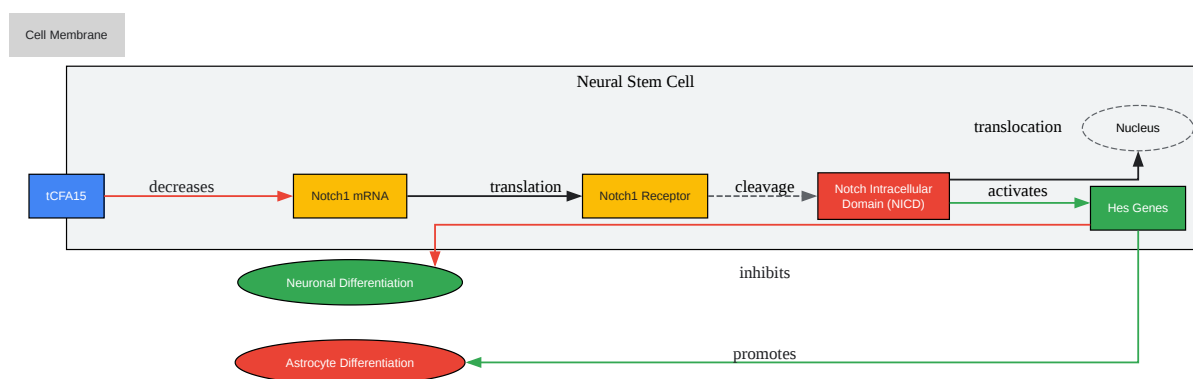 Cell Membrane
Neural Stem Cell
translocation
Nucleus
tCFA15
decreases
Notch1 mRNA
translation
Notch1 Receptor
cleavage
Notch Intracellular
Domain (NICD)
activates
Hes Genes
Neuronal Differentiation
inhibits
Astrocyte Differentiation
promotes